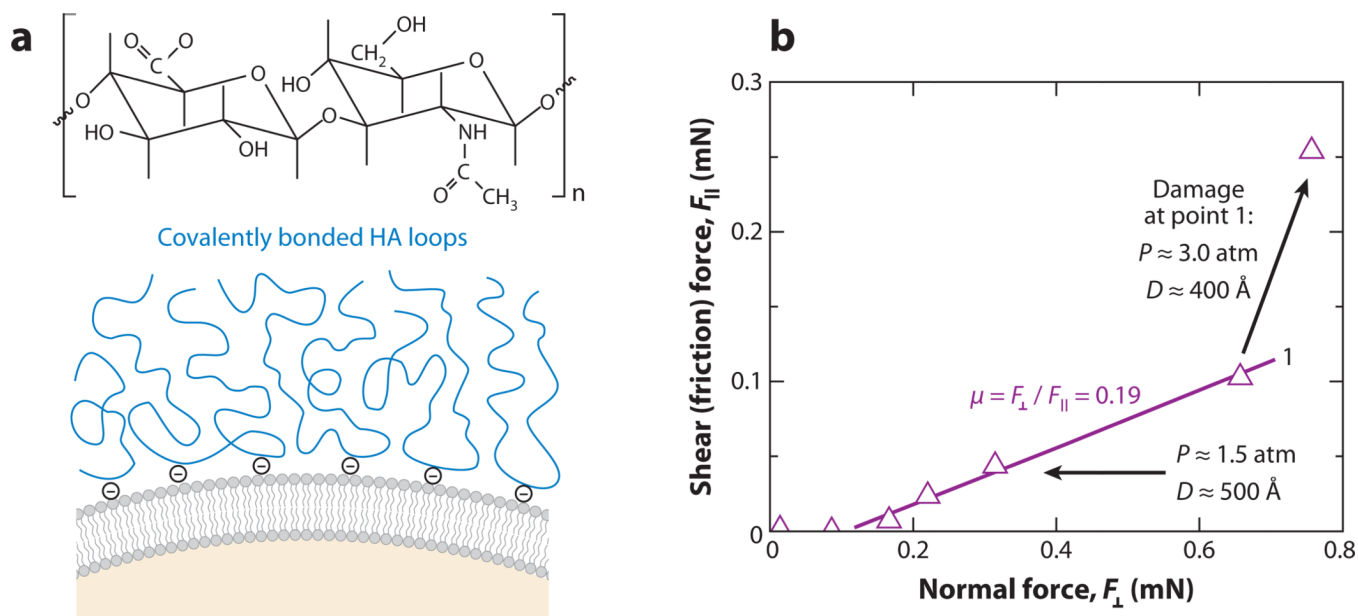 a
OH
O
O
C
CH₂
O
HO
O
O
O
O
HO
OH
NH
C
O
CH₃
n
Covalently bonded HA loops
−
−
−
−
−
−
b
0.3
0.2
0.1
0
0
0.2
0.4
0.6
0.8
Shear (friction) force, F|| (mN)
Normal force, F⊥ (mN)
Damage
at point 1:
P ≈ 3.0 atm
D ≈ 400 Å
1
μ = F⊥ / F|| = 0.19
P ≈ 1.5 atm
D ≈ 500 Å